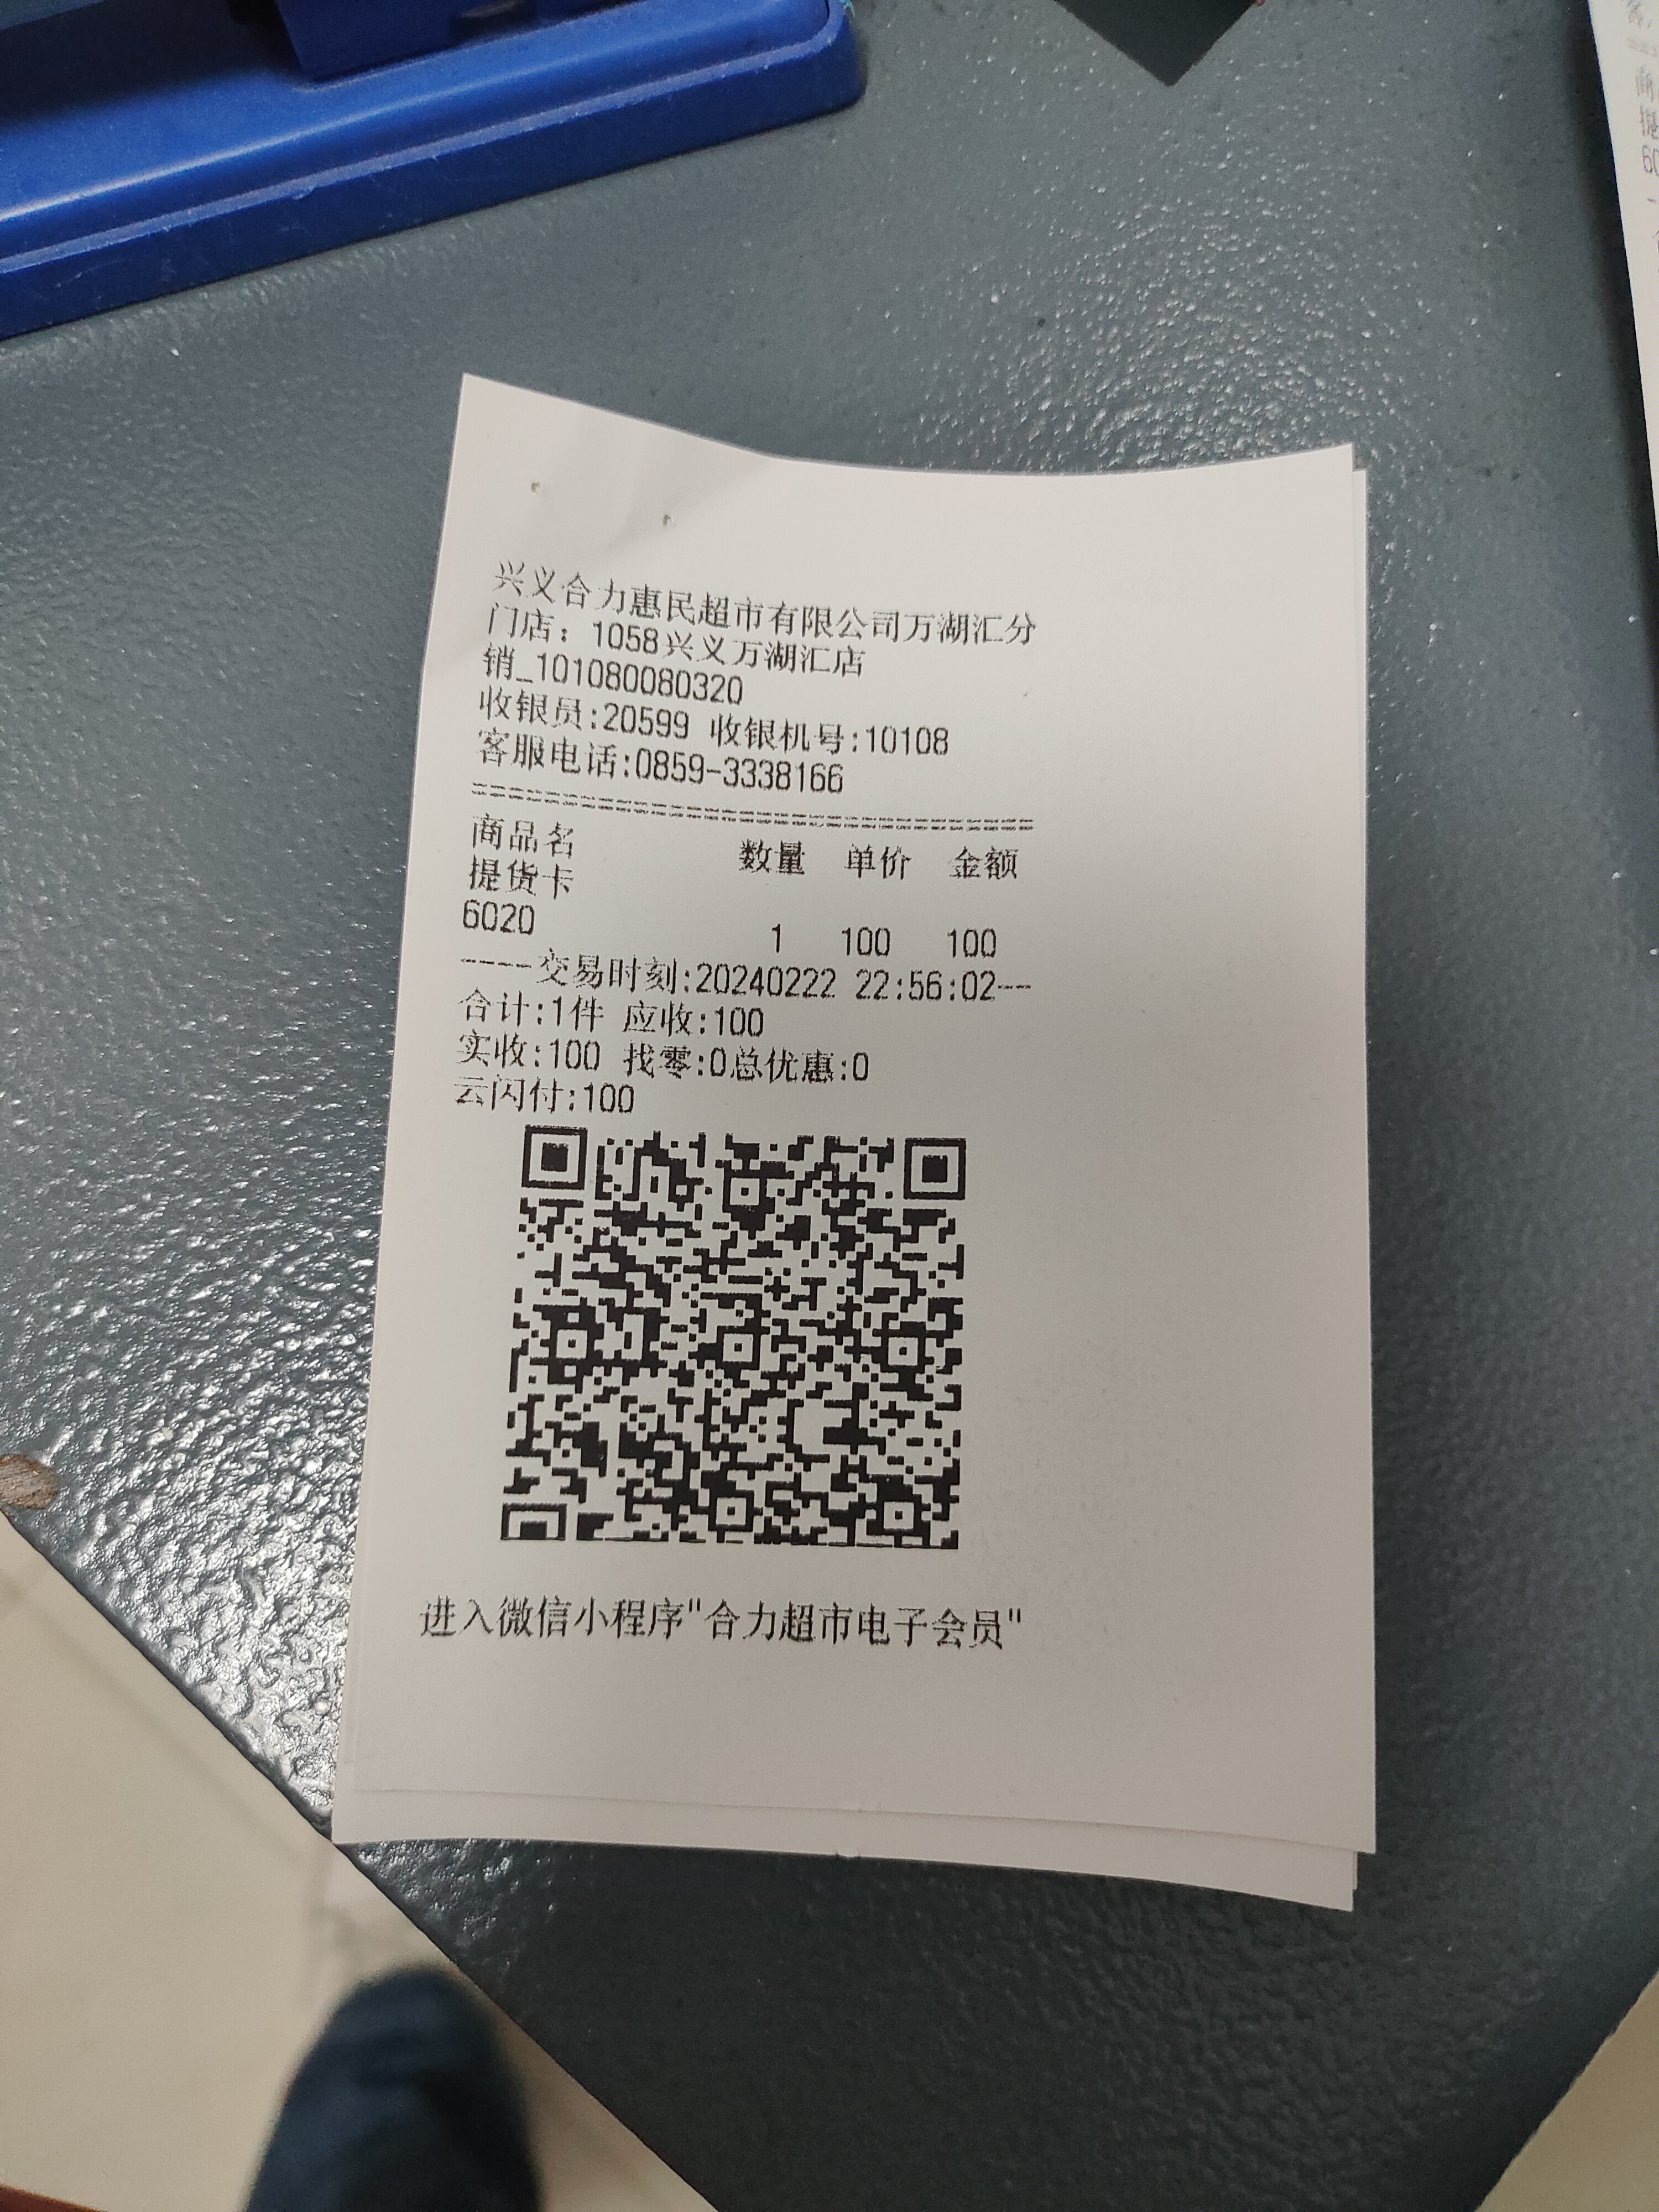 兴义合力惠民超市有限公司万湖汇分
门店：1058兴义万湖汇店
销_101080080320
收银员:20599 收银机号:10108
客服电话:0859-3338166
================================
商品名 数量 单价 金额
提货卡
6020 1 100 100
----交易时刻:20240222 22:56:02--
合计:1件 应收:100
实收:100 找零:0总优惠:0
云闪付:100
进入微信小程序"合力超市电子会员"